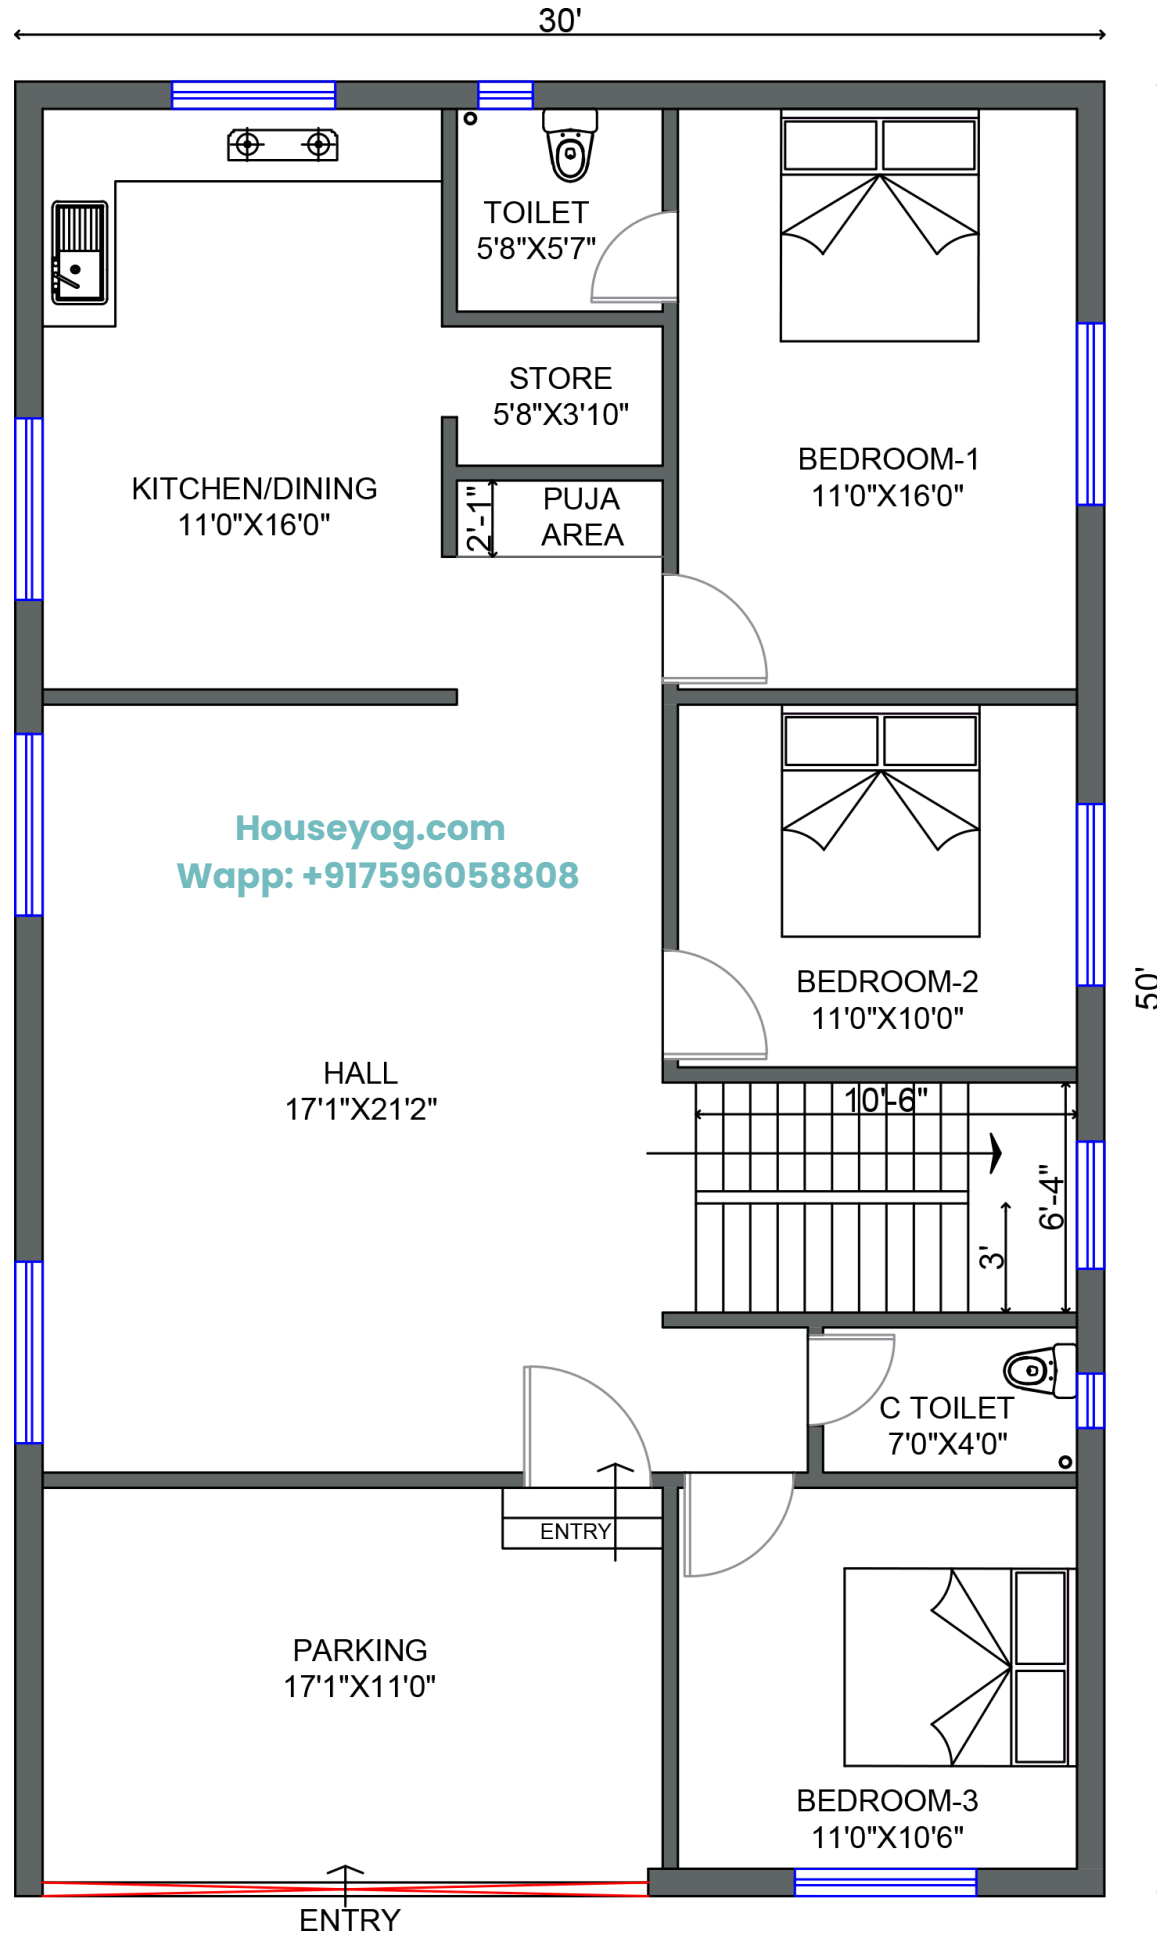 30'
TOILET
5'8"X5'7"
STORE
5'8"X3'10"
BEDROOM-1
11'0"X16'0"
KITCHEN/DINING
11'0"X16'0"
2'-1"
PUJA
AREA
Houseyog.com
Wapp: +917596058808
BEDROOM-2
11'0"X10'0"
50'
HALL
17'1"X21'2"
10'-6"
6'-4"
3'
C TOILET
7'0"X4'0"
ENTRY
PARKING
17'1"X11'0"
BEDROOM-3
11'0"X10'6"
ENTRY